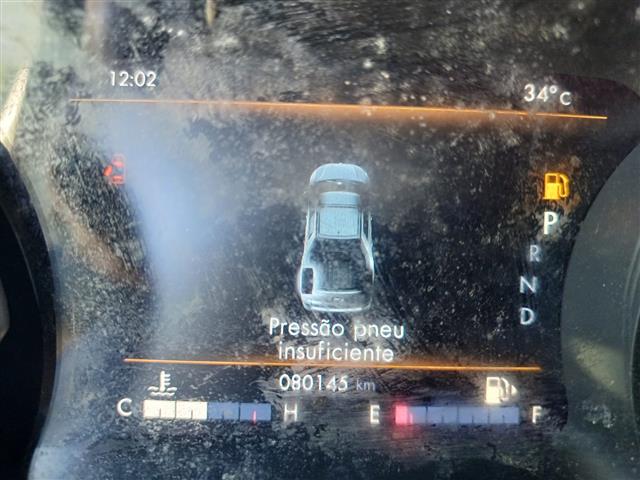 12:02 34°C
P
R
N
D
Pressão pneu
insuficiente
080145 km
C H E F